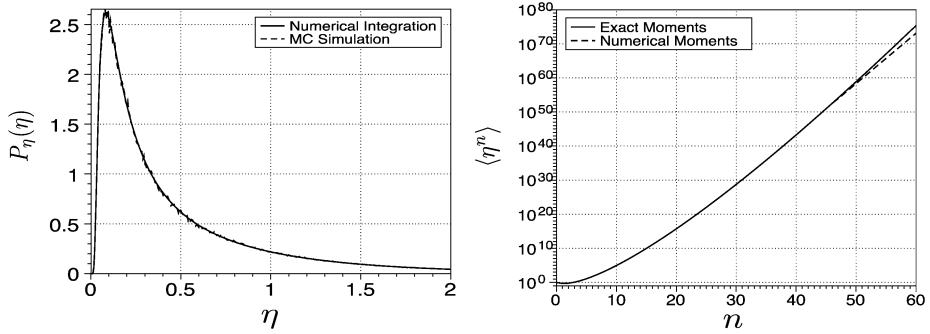 Numerical Integration
MC Simulation
2.5
2
1.5
1
0.5
0
Pη(η)
0 0.5 1 1.5 2
η
Exact Moments
Numerical Moments
10^80
10^70
10^60
10^50
10^40
10^30
10^20
10^10
10^0
⟨η^n⟩
0 10 20 30 40 50 60
n